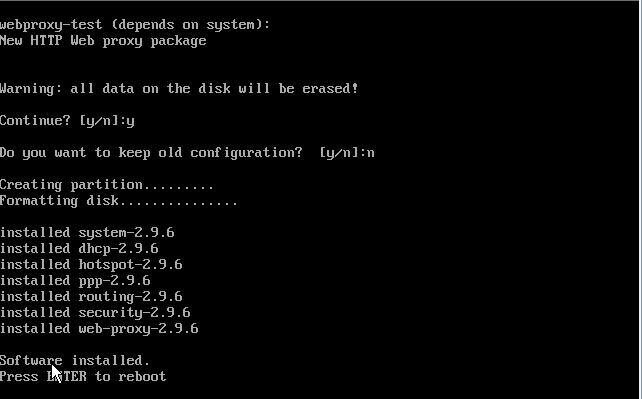 webproxy-test (depends on system):
New HTTP Web proxy package
Warning: all data on the disk will be erased!
Continue? [y/n]:y
Do you want to keep old configuration?  [y/n]:n
Creating partition.........
Formatting disk...............
installed system-2.9.6
installed dhcp-2.9.6
installed hotspot-2.9.6
installed ppp-2.9.6
installed routing-2.9.6
installed security-2.9.6
installed web-proxy-2.9.6
Software installed.
Press ENTER to reboot